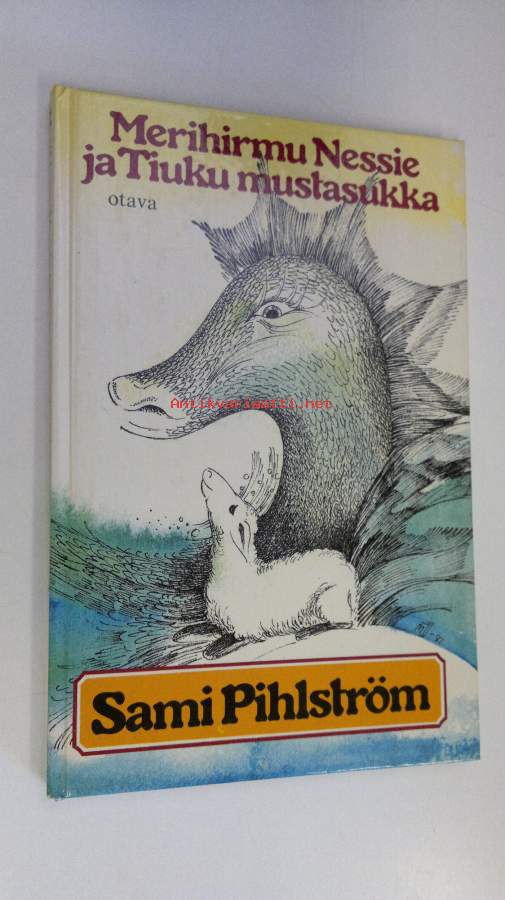 Merihirmu Nessie
ja Tiuku mustasukka
otava
Antikvariaatti.net
Sami Pihlström